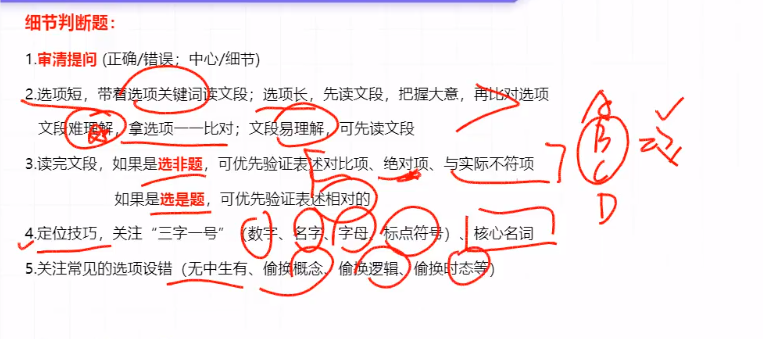 细节判断题：
1.审清提问 (正确/错误；中心/细节)
2.选项短，带着选项关键词读文段；选项长，先读文段，把握大意，再比对选项
文段难理解，拿选项一一比对；文段易理解，可先读文段
3.读完文段，如果是选非题，可优先验证表述对比项、绝对项、与实际不符项
如果是选是题，可优先验证表述相对的
4.定位技巧，关注“三字一号”（数字、名字、字母、标点符号）、核心名词
5.关注常见的选项设错（无中生有、偷换概念、偷换逻辑、偷换时态等）
A
B
C
D